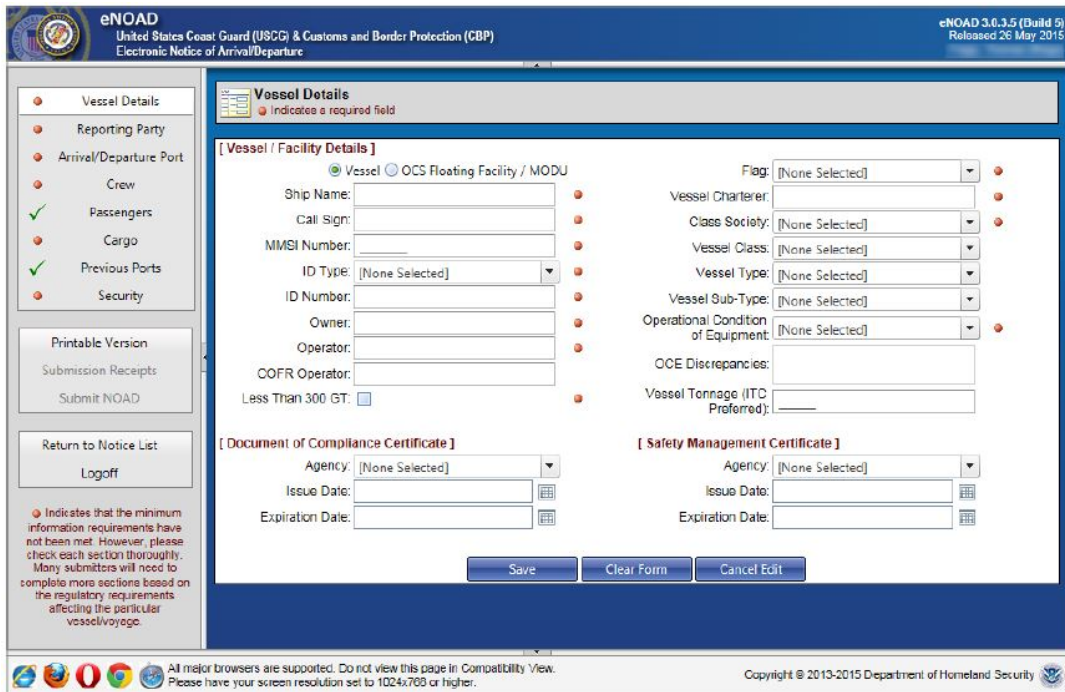 eNOAD
United States Coast Guard (USCG) & Customs and Border Protection (CBP)
Electronic Notice of Arrival/Departure
eNOAD 3.0.3.5 (Build 5)
Released 26 May 2015
Vessel Details
Reporting Party
Arrival/Departure Port
Crew
Passengers
Cargo
Previous Ports
Security
Printable Version
Submission Receipts
Submit NOAD
Return to Notice List
Logoff
Indicates that the minimum
information requirements have
not been met. However, please
check each section thoroughly.
Many submitters will need to
complete more sections based on
the regulatory requirements
affecting the particular
vessel/voyage.
Vessel Details
Indicates a required field
[ Vessel / Facility Details ]
Vessel OCS Floating Facility / MODU
Ship Name:
Call Sign:
MMSI Number:
ID Type: [None Selected]
ID Number:
Owner:
Operator:
COFR Operator:
Less Than 300 GT:
Flag: [None Selected]
Vessel Charterer:
Class Society: [None Selected]
Vessel Class: [None Selected]
Vessel Type: [None Selected]
Vessel Sub-Type: [None Selected]
Operational Condition
of Equipment: [None Selected]
OCE Discrepancies:
Vessel Tonnage (ITC
Preferred):
[ Document of Compliance Certificate ]
Agency: [None Selected]
Issue Date:
Expiration Date:
[ Safety Management Certificate ]
Agency: [None Selected]
Issue Date:
Expiration Date:
Save
Clear Form
Cancel Edit
All major browsers are supported. Do not view this page in Compatibility View.
Please have your screen resolution set to 1024x768 or higher.
Copyright © 2013-2015 Department of Homeland Security